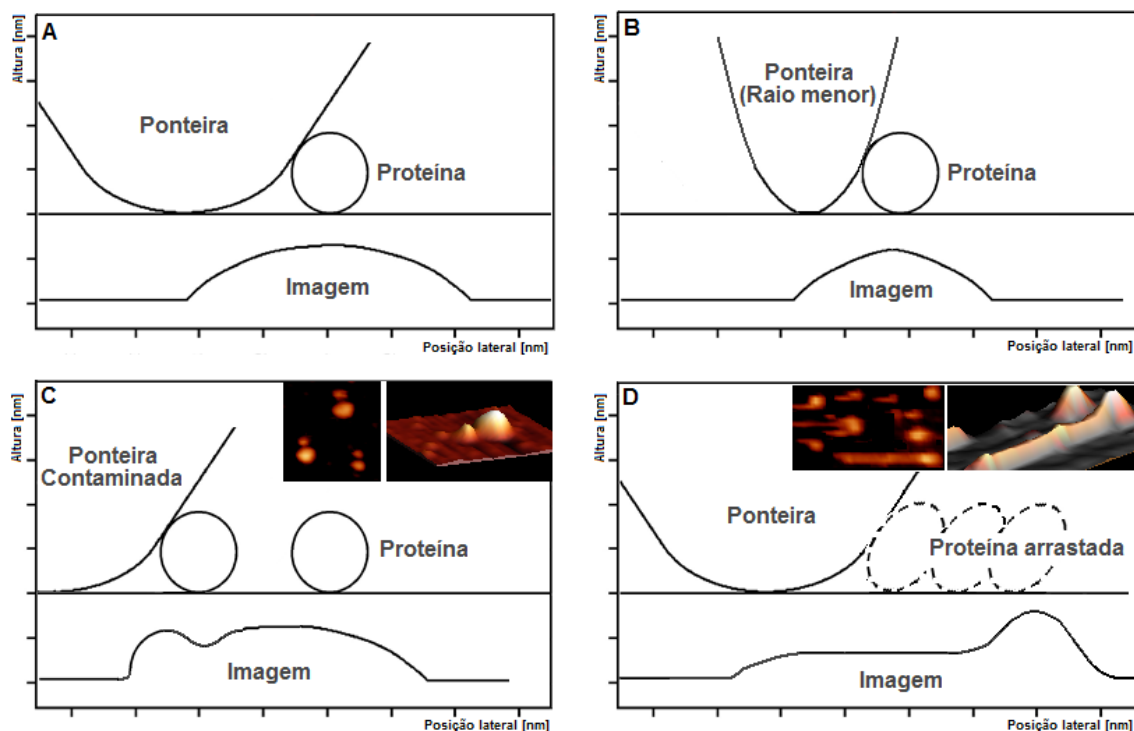 A
Altura [nm]
Ponteira
Proteína
Imagem
Posição lateral [nm]
B
Altura [nm]
Ponteira
(Raio menor)
Proteína
Imagem
Posição lateral [nm]
C
Altura [nm]
Ponteira
Contaminada
Proteína
Imagem
Posição lateral [nm]
D
Altura [nm]
Ponteira
Proteína arrastada
Imagem
Posição lateral [nm]